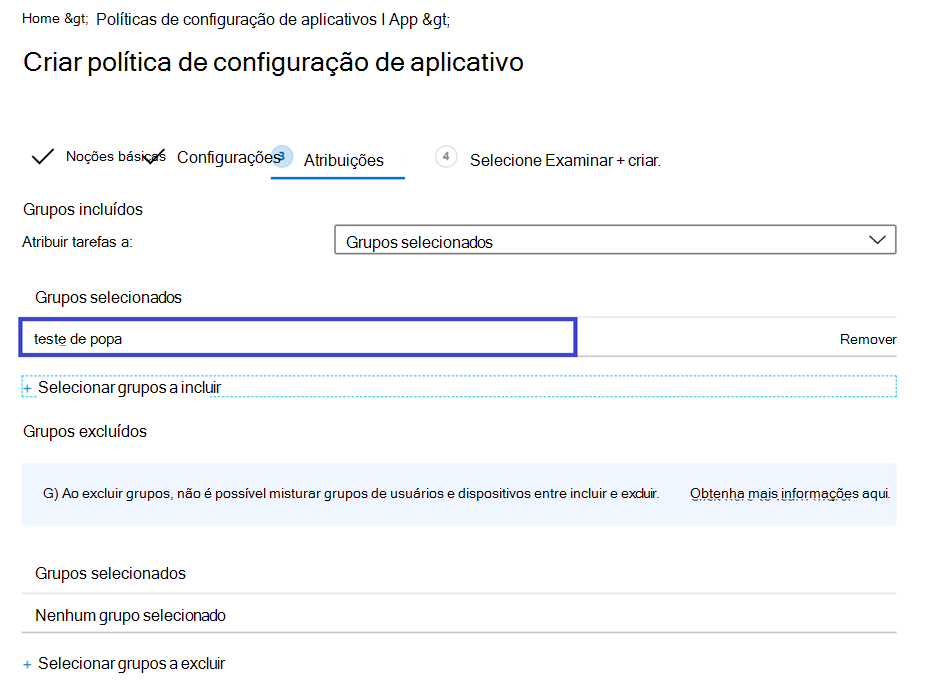 Home &gt; Políticas de configuração de aplicativos I App &gt;
Criar política de configuração de aplicativo
Noções básicas Configurações 3 Atribuições 4 Selecione Examinar + criar.
Grupos incluídos
Atribuir tarefas a: Grupos selecionados
Grupos selecionados
teste de popa Remover
+ Selecionar grupos a incluir
Grupos excluídos
G) Ao excluir grupos, não é possível misturar grupos de usuários e dispositivos entre incluir e excluir. Obtenha mais informações aqui.
Grupos selecionados
Nenhum grupo selecionado
+ Selecionar grupos a excluir